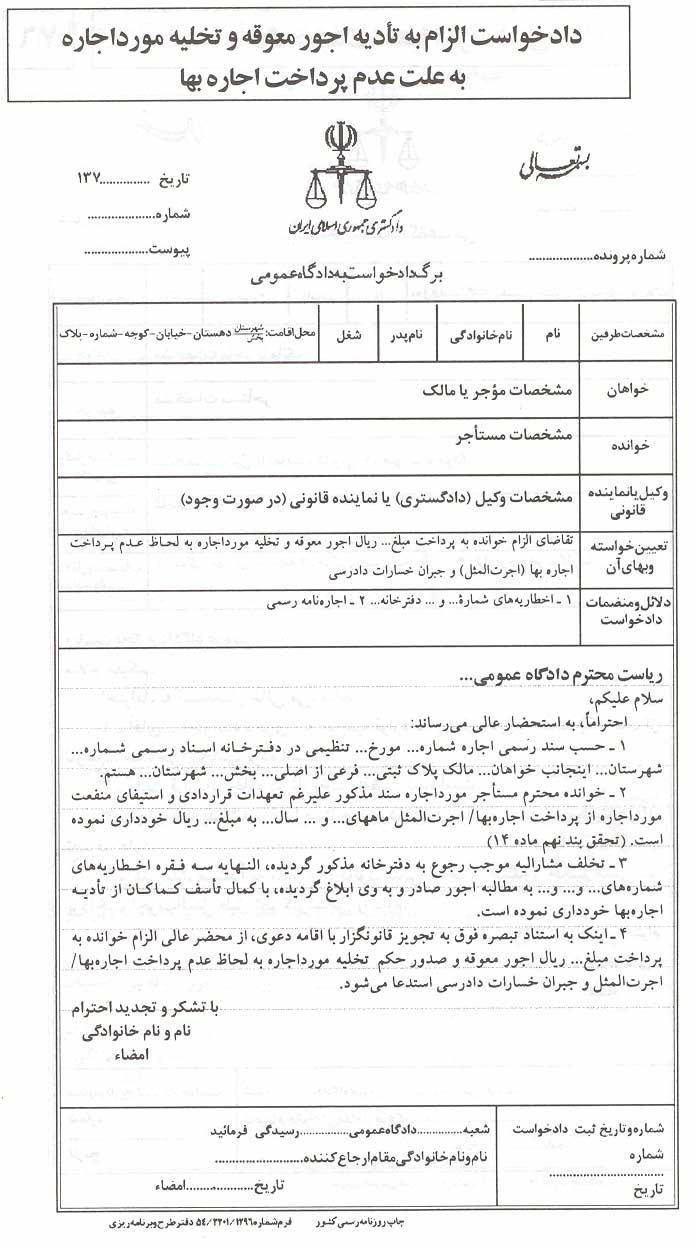 دادخواست الزام به تأدیه اجور معوقه و تخلیه مورداجاره
به علت عدم پرداخت اجاره بها
بسمه تعالی
تاریخ ............... ۱۳۷
شماره....................
پیوست..................
دادگستری جمهوری اسلامی ایران
شماره پرونده...................
برگ دادخواست به دادگاه عمومی
مشخصات طرفین نام نام خانوادگی نام پدر شغل محل اقامت: شهرستان بخش دهستان-خیابان-کوچه-شماره-پلاک
خواهان مشخصات مؤجر یا مالک
خوانده مشخصات مستأجر
وکیل یا نماینده قانونی مشخصات وکیل (دادگستری) یا نماینده قانونی (در صورت وجود)
تعیین خواسته وبهای آن تقاضای الزام خوانده به پرداخت مبلغ... ریال اجور معوقه و تخلیه مورداجاره به لحاظ عدم پرداخت
اجاره بها (اجرت‌المثل) و جبران خسارات دادرسی
دلائل و منضمات دادخواست ۱ ـ اخطاریه‌های شمارهٔ... و ... دفترخانه... ۲ ـ اجاره‌نامه رسمی
ریاست محترم دادگاه عمومی...
سلام علیکم،
احتراماً، به استحضار عالی می‌رساند:
۱ ـ حسب سند رسمی اجاره شماره... مورخ... تنظیمی در دفترخانه اسناد رسمی شماره...
شهرستان... اینجانب خواهان... مالک پلاک ثبتی... فرعی از اصلی... بخش... شهرستان... هستم.
۲ ـ خوانده محترم مستأجر مورداجاره سند مذکور علیرغم تعهدات قراردادی و استیفای منفعت
مورداجاره از پرداخت اجاره‌بها/ اجرت‌المثل ماههای... و ... سال... به مبلغ... ریال خودداری نموده
است. (تحقق بند نهم ماده ۱۴)
۳ ـ تخلف مشارالیه موجب رجوع به دفترخانه مذکور گردیده، النهایه سه فقره اخطاریه‌های
شماره‌های... و... و... به مطالبه اجور صادر و به وی ابلاغ گردیده، با کمال تأسف کماکان از تأدیه
اجاره‌بها خودداری نموده است.
۴ ـ اینک به استناد تبصره فوق به تجویز قانونگزار با اقامه دعوی، از محضر عالی الزام خوانده به
پرداخت مبلغ... ریال اجور معوقه و صدور حکم تخلیه مورداجاره به لحاظ عدم پرداخت اجاره‌بها/
اجرت‌المثل و جبران خسارات دادرسی استدعا می‌شود.
با تشکر و تجدید احترام
نام و نام خانوادگی
امضاء
شماره و تاریخ ثبت دادخواست
شماره
..........................
تاریخ
شعبه..............دادگاه عمومی...............رسیدگی فرمائید
نام و نام خانوادگی مقام ارجاع کننده.....................
تاریخ.....................امضاء
چاپ روزنامه رسمی کشور فرم شماره ۵۴/۲۲۰۱/۱۲۹۶ دفتر طرح و برنامه ریزی